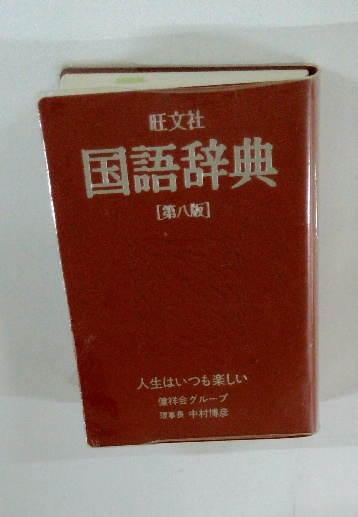 旺文社
国語辞典
[第八版]
人生はいつも楽しい
健祥会グループ
理事長 中村博彦